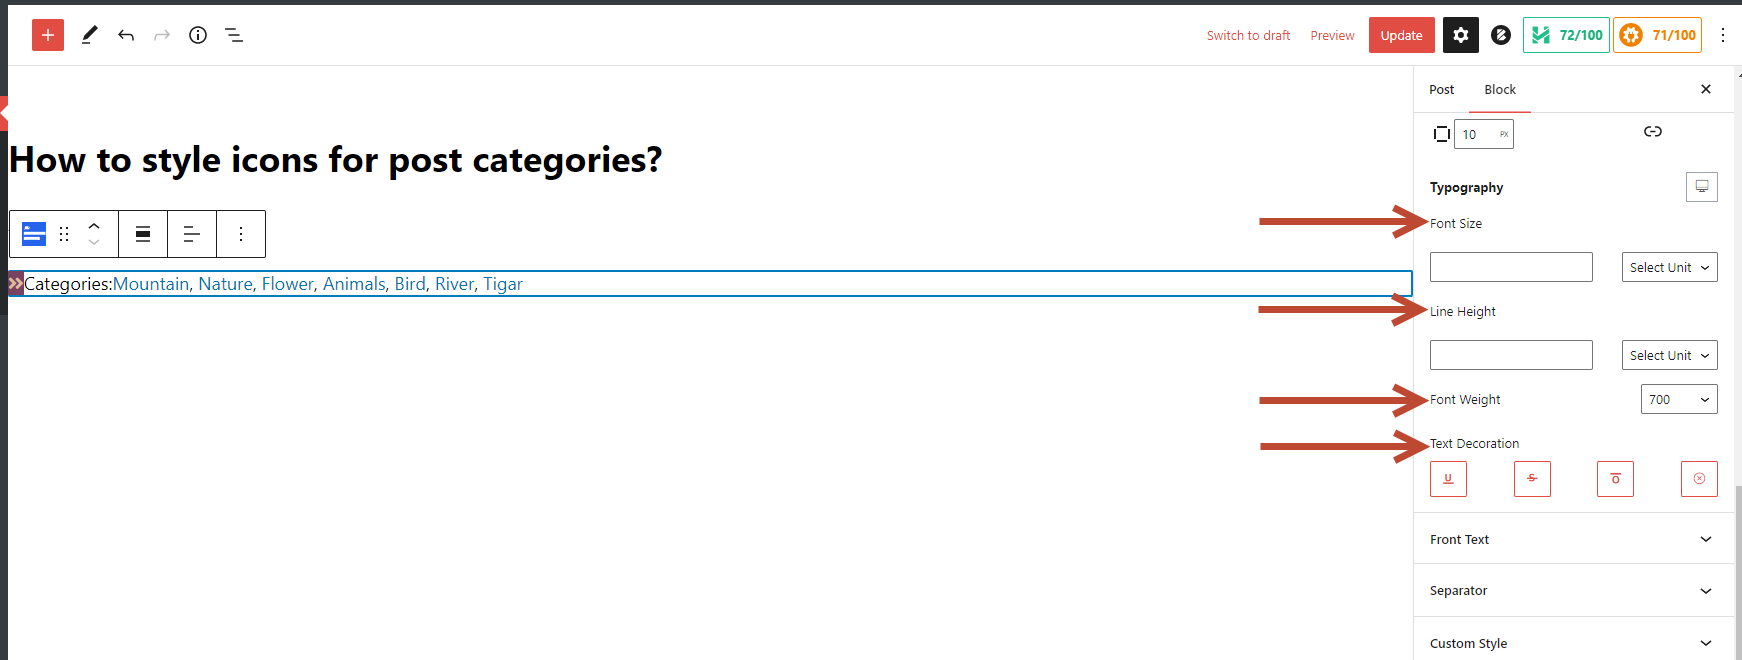 Switch to draft Preview Update 72/100 71/100
Post Block
10 PX
How to style icons for post categories?
Typography
Font Size
Select Unit
Categories:Mountain, Nature, Flower, Animals, Bird, River, Tigar
Line Height
Select Unit
Font Weight 700
Text Decoration
U S O
Front Text
Separator
Custom Style